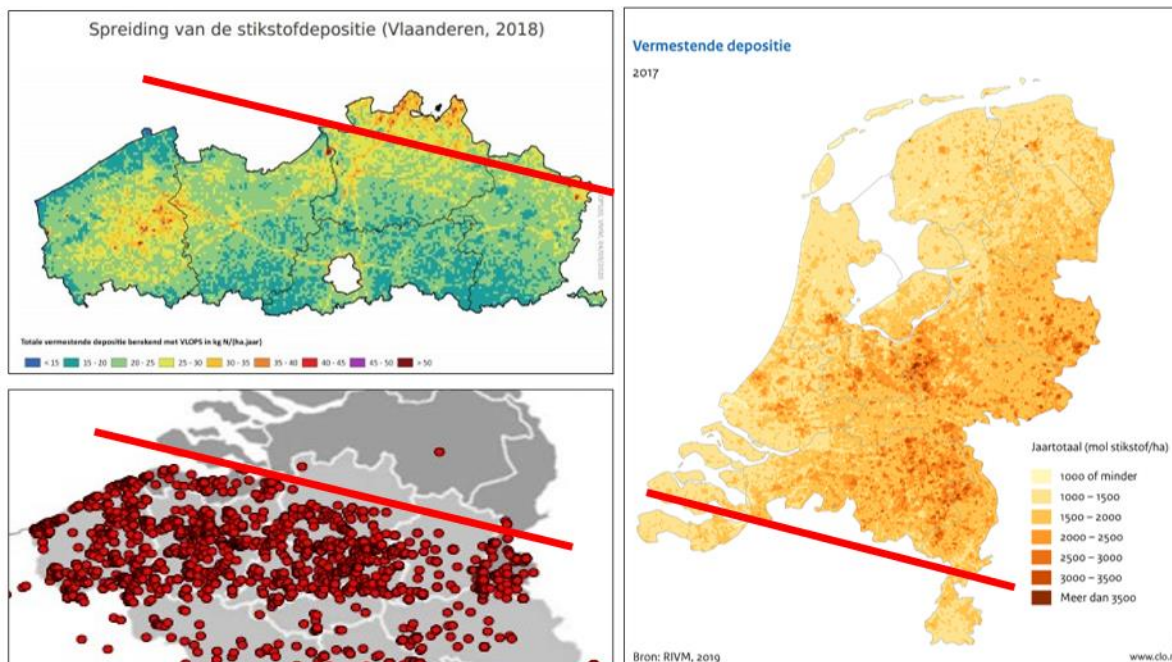 Spreiding van de stikstofdepositie (Vlaanderen, 2018)
Totale vermestende depositie berekend met VLOPS in kg N/(ha.jaar)
< 15 15 - 20 20 - 25 25 - 30 30 - 35 35 - 40 40 - 45 45 - 50 > 50
Vermestende depositie
2017
Jaartotaal (mol stikstof/ha)
1000 of minder
1000 – 1500
1500 – 2000
2000 – 2500
2500 – 3000
3000 – 3500
Meer dan 3500
Bron: RIVM, 2019
www.clo.